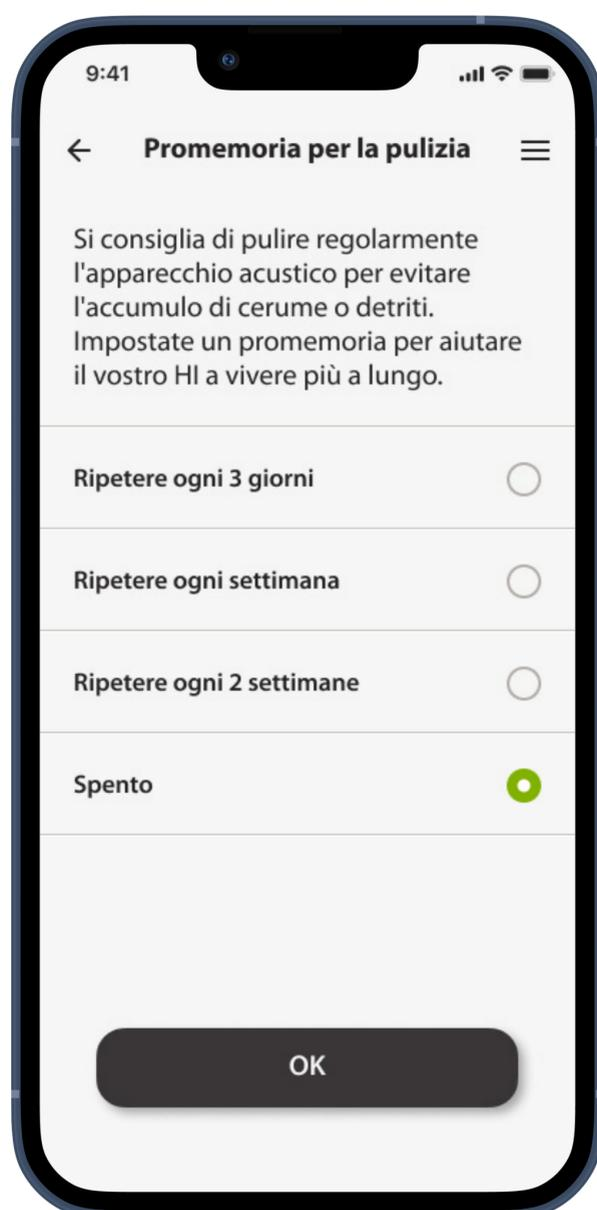 9:41
Promemoria per la pulizia
Si consiglia di pulire regolarmente
l'apparecchio acustico per evitare
l'accumulo di cerume o detriti.
Impostate un promemoria per aiutare
il vostro HI a vivere più a lungo.
Ripetere ogni 3 giorni
Ripetere ogni settimana
Ripetere ogni 2 settimane
Spento
OK